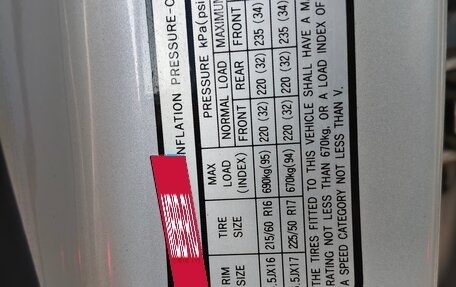 NFLATION PRESSURE-C
PRESSURE kPa(psi
RIM SIZE TIRE SIZE MAX LOAD (INDEX) NORMAL LOAD MAXIMUM
FRONT REAR FRONT
.5JX16 215/60 R16 690kg(95) 220 (32) 220 (32) 235 (34)
.5JX17 225/50 R17 670kg(94) 220 (32) 220 (32) 235 (34)
THE TIRES FITTED TO THIS VEHICLE SHALL HAVE A M
RATING NOT LESS THAN 670kg, OR A LOAD INDEX OF
A SPEED CATEGORY NOT LESS THAN V.